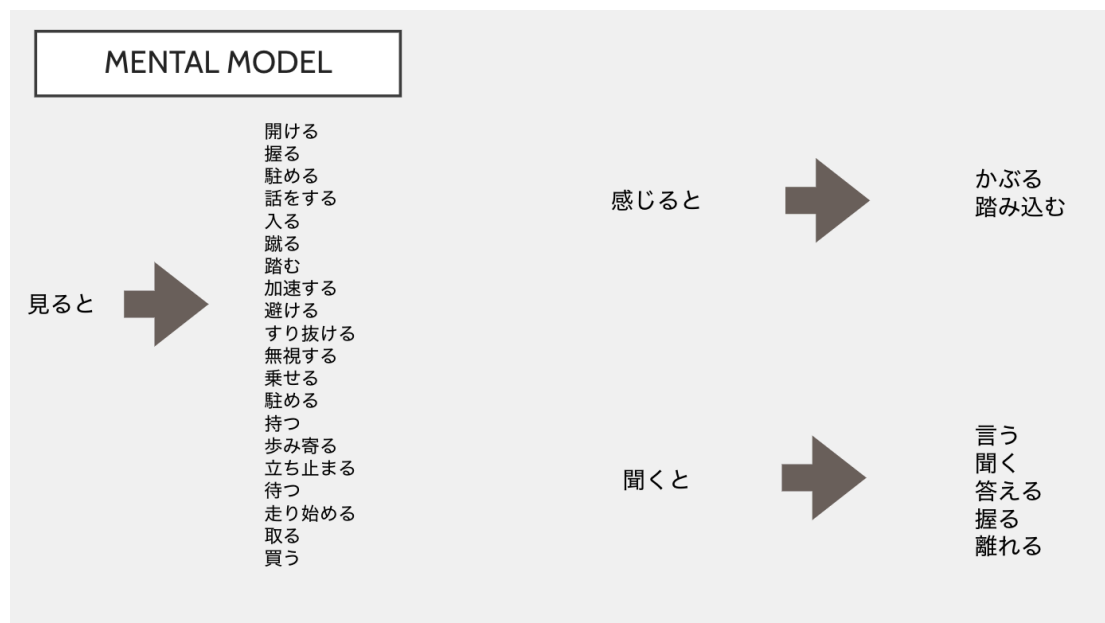 MENTAL MODEL
見ると
開ける
握る
駐める
話をする
入る
蹴る
踏む
加速する
避ける
すり抜ける
無視する
乗せる
駐める
持つ
歩み寄る
立ち止まる
待つ
走り始める
取る
買う
感じると
かぶる
踏み込む
聞くと
言う
聞く
答える
握る
離れる